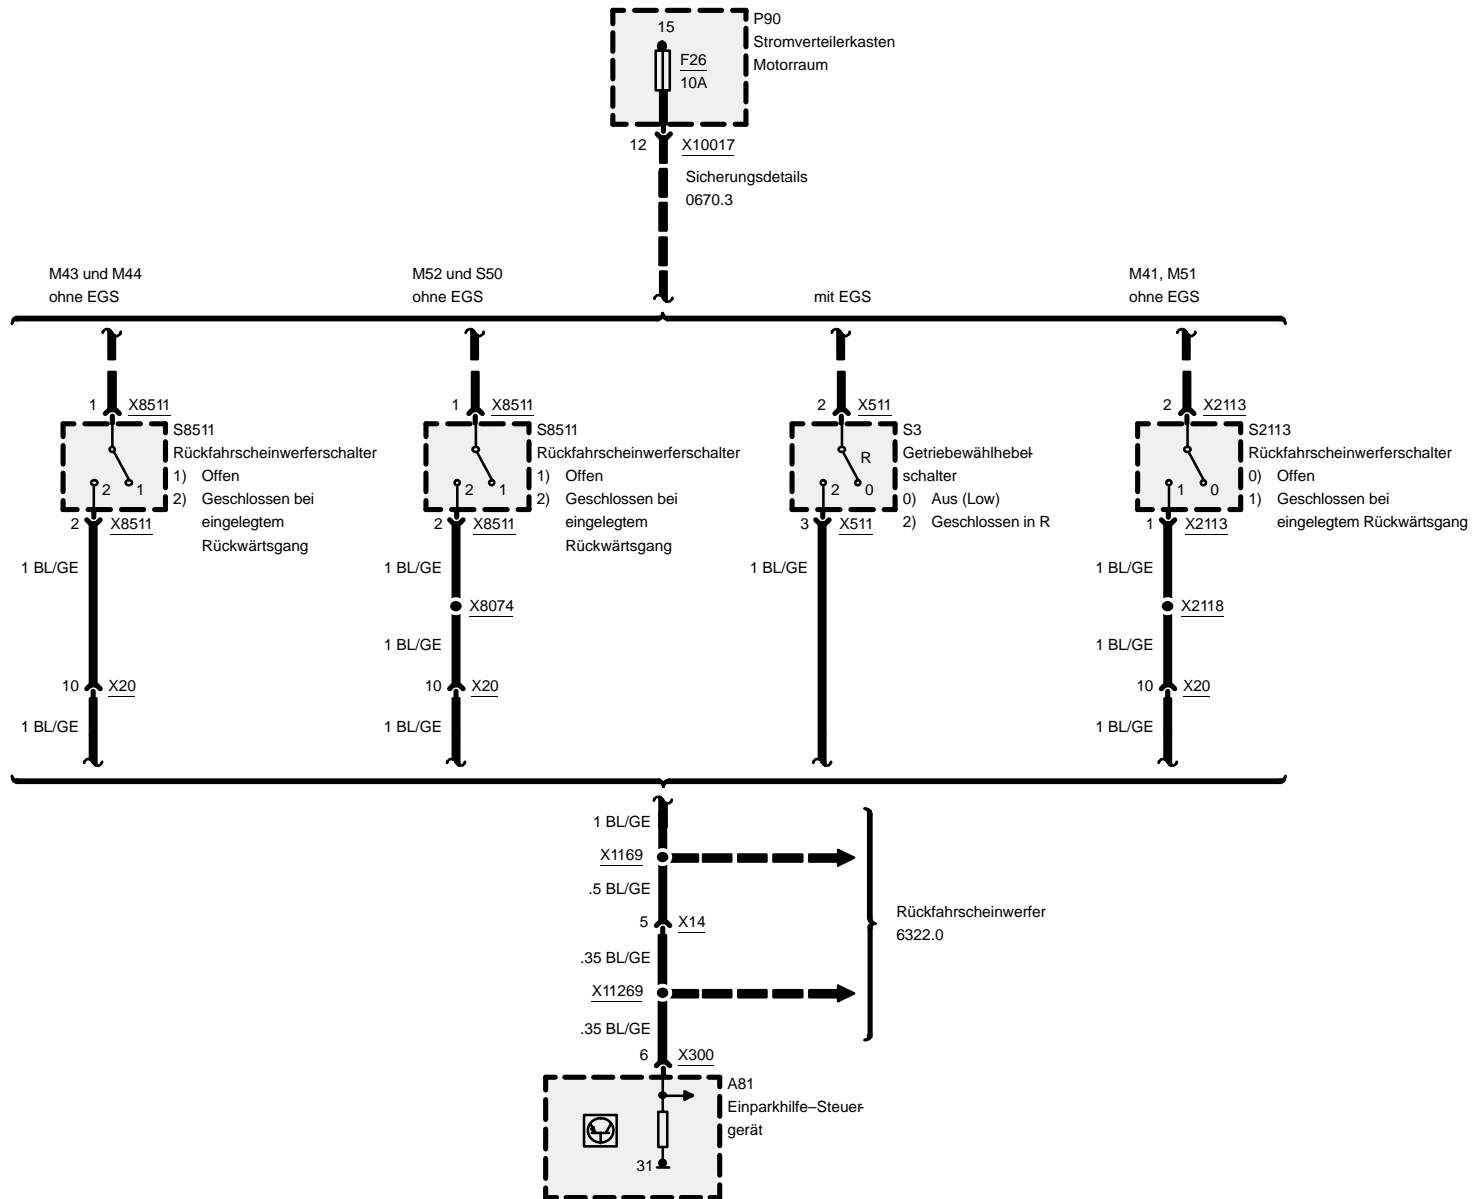 15
P90
Stromverteilerkasten
Motorraum
F26
10A
12 X10017
Sicherungsdetails
0670.3
M43 und M44
ohne EGS
M52 und S50
ohne EGS
mit EGS
M41, M51
ohne EGS
1 X8511
S8511
Rückfahrscheinwerferschalter
1) Offen
2) Geschlossen bei
eingelegtem
Rückwärtsgang
2 1
2 X8511
1 BL/GE
10 X20
1 BL/GE
1 X8511
S8511
Rückfahrscheinwerferschalter
1) Offen
2) Geschlossen bei
eingelegtem
Rückwärtsgang
2 1
2 X8511
1 BL/GE
X8074
1 BL/GE
10 X20
1 BL/GE
2 X511
S3
Getriebewählhebel-
schalter
0) Aus (Low)
2) Geschlossen in R
R
2 0
3 X511
1 BL/GE
2 X2113
S2113
Rückfahrscheinwerferschalter
0) Offen
1) Geschlossen bei
eingelegtem Rückwärtsgang
1 0
1 X2113
1 BL/GE
X2118
1 BL/GE
10 X20
1 BL/GE
1 BL/GE
X1169
.5 BL/GE
5 X14
.35 BL/GE
X11269
.35 BL/GE
6 X300
Rückfahrscheinwerfer
6322.0
A81
Einparkhilfe–Steuer-
gerät
31